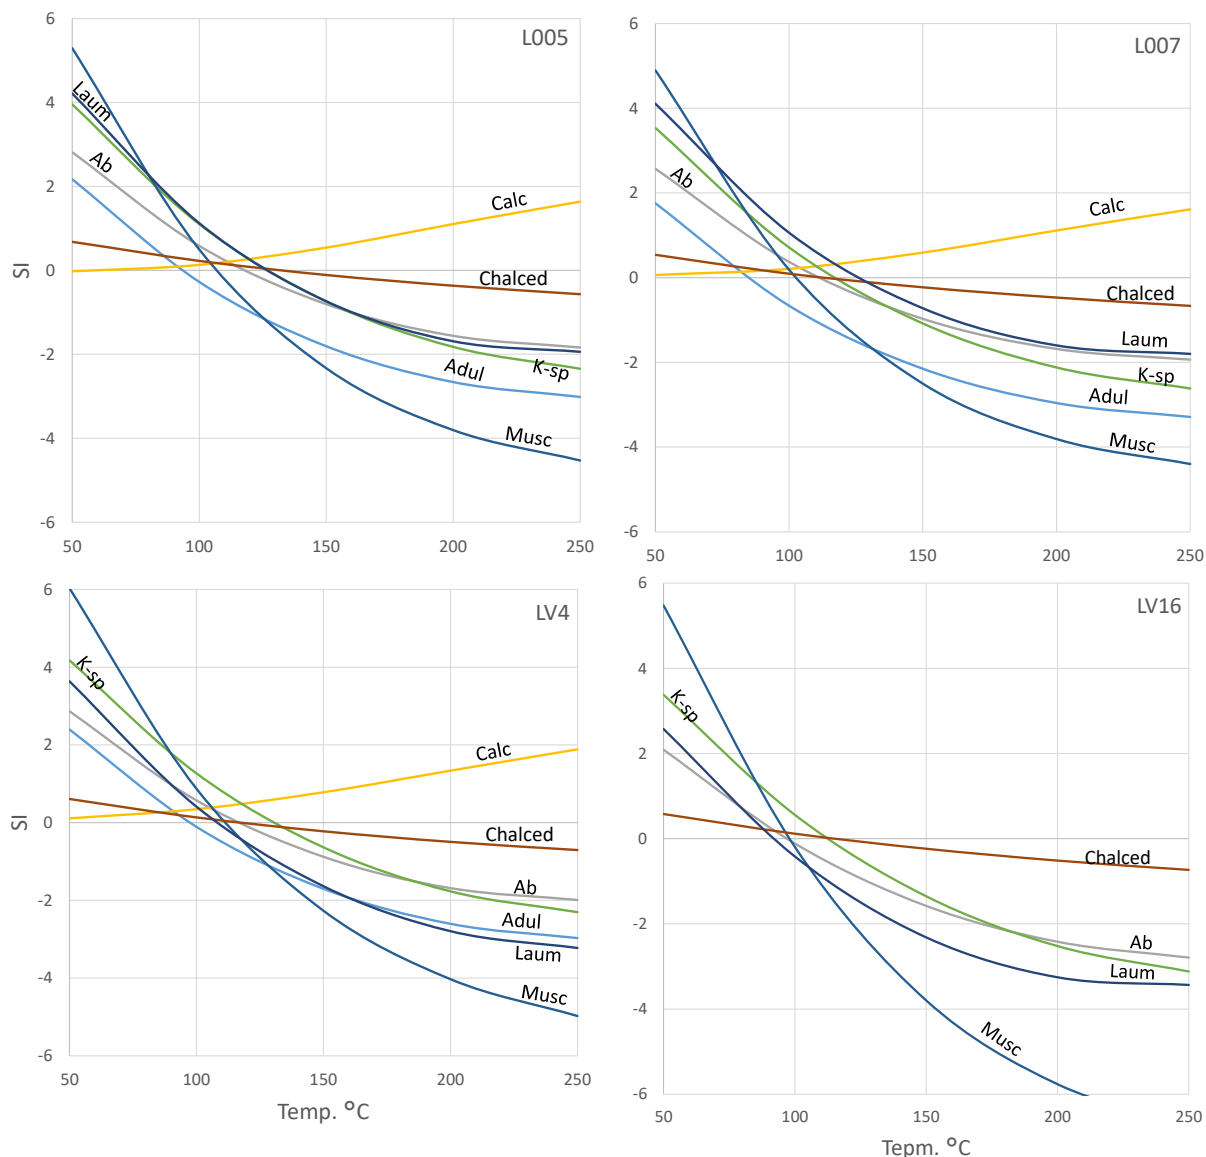 L005
6
4
2
0
-2
-4
-6
SI
Laum
Ab
Calc
Chalced
Adul
K-sp
Musc
50
100
150
200
250
L007
6
4
2
0
-2
-4
-6
Ab
Calc
Chalced
Laum
K-sp
Adul
Musc
50
100
150
200
250
LV4
6
4
2
0
-2
-4
-6
SI
K-sp
Calc
Chalced
Ab
Adul
Laum
Musc
50
100
150
200
250
Temp. °C
LV16
6
4
2
0
-2
-4
-6
K-sp
Chalced
Ab
Laum
Musc
50
100
150
200
250
Tepm. °C